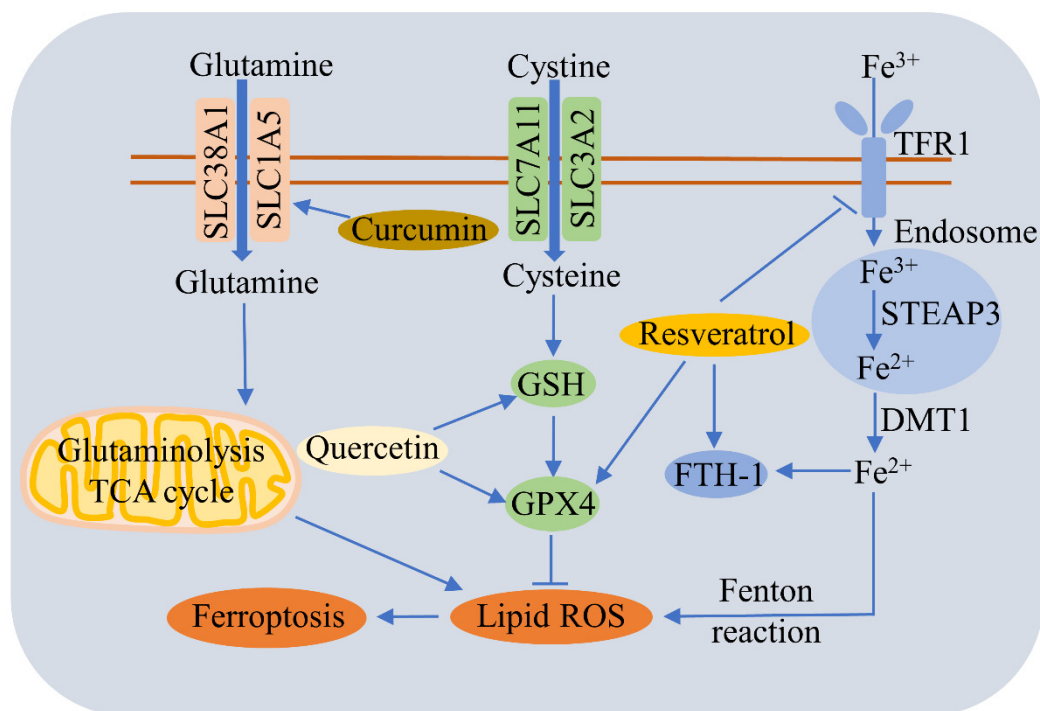 Glutamine
Cystine
Fe³⁺
SLC38A1
SLC1A5
SLC7A11
SLC3A2
TFR1
Curcumin
Endosome
Glutamine
Cysteine
Fe³⁺
STEAP3
Resveratrol
Fe²⁺
GSH
DMT1
Glutaminolysis
TCA cycle
Quercetin
FTH-1
Fe²⁺
GPX4
Ferroptosis
Lipid ROS
Fenton
reaction